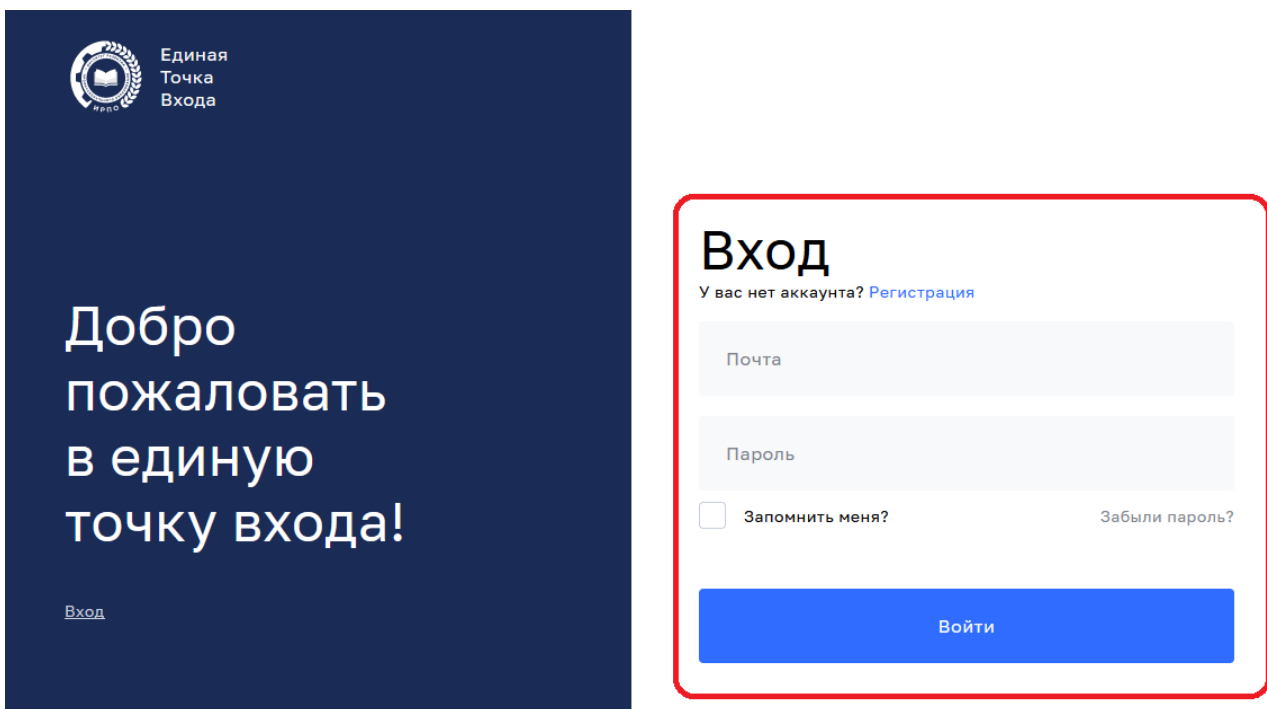 Единая
Точка
Входа
ИРПО
Добро
пожаловать
в единую
точку входа!
Вход
Вход
У вас нет аккаунта? Регистрация
Почта
Пароль
Запомнить меня? Забыли пароль?
Войти